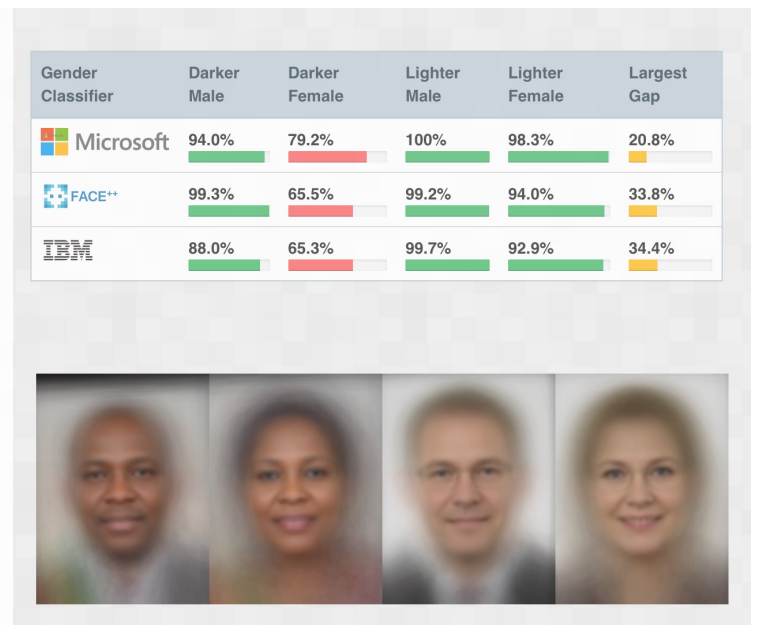 Gender Classifier Darker Male Darker Female Lighter Male Lighter Female Largest Gap
Microsoft 94.0% 79.2% 100% 98.3% 20.8%
FACE++ 99.3% 65.5% 99.2% 94.0% 33.8%
IBM 88.0% 65.3% 99.7% 92.9% 34.4%